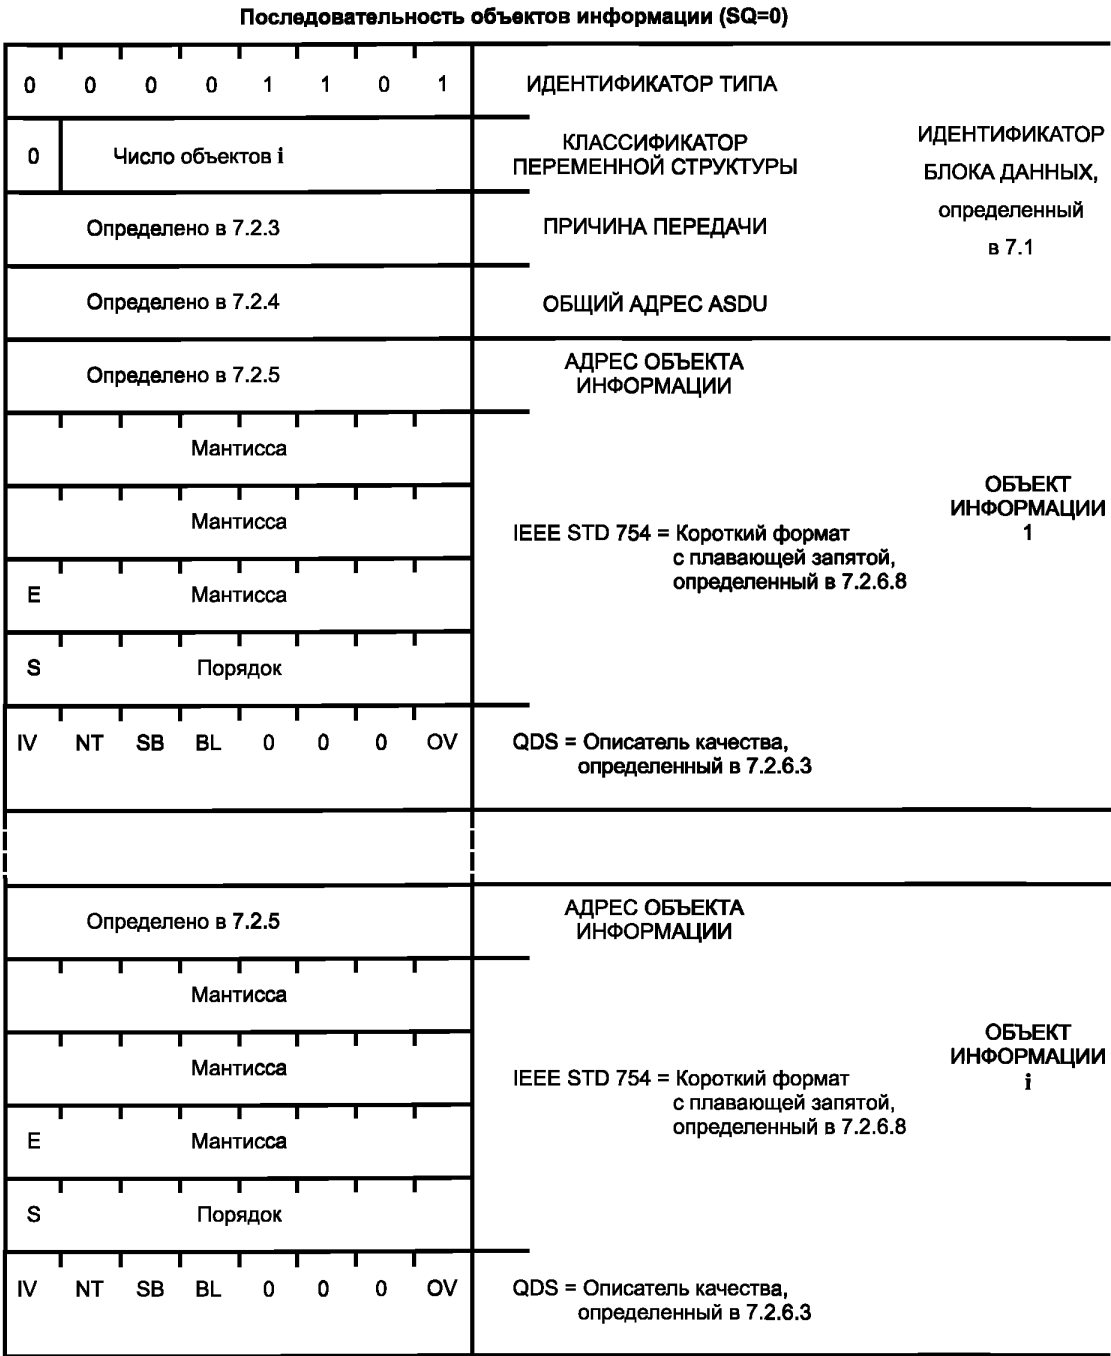 Последовательность объектов информации (SQ=0)
0 0 0 0 1 1 0 1
ИДЕНТИФИКАТОР ТИПА
0
Число объектов i
КЛАССИФИКАТОР
ПЕРЕМЕННОЙ СТРУКТУРЫ
ИДЕНТИФИКАТОР
БЛОКА ДАННЫХ,
определенный
в 7.1
Определено в 7.2.3
ПРИЧИНА ПЕРЕДАЧИ
Определено в 7.2.4
ОБЩИЙ АДРЕС ASDU
Определено в 7.2.5
АДРЕС ОБЪЕКТА
ИНФОРМАЦИИ
Мантисса
Мантисса
E Мантисса
S Порядок
IEEE STD 754 = Короткий формат
с плавающей запятой,
определенный в 7.2.6.8
ОБЪЕКТ
ИНФОРМАЦИИ
1
IV NT SB BL 0 0 0 OV
QDS = Описатель качества,
определенный в 7.2.6.3
Определено в 7.2.5
АДРЕС ОБЪЕКТА
ИНФОРМАЦИИ
Мантисса
Мантисса
E Мантисса
S Порядок
IEEE STD 754 = Короткий формат
с плавающей запятой,
определенный в 7.2.6.8
ОБЪЕКТ
ИНФОРМАЦИИ
i
IV NT SB BL 0 0 0 OV
QDS = Описатель качества,
определенный в 7.2.6.3